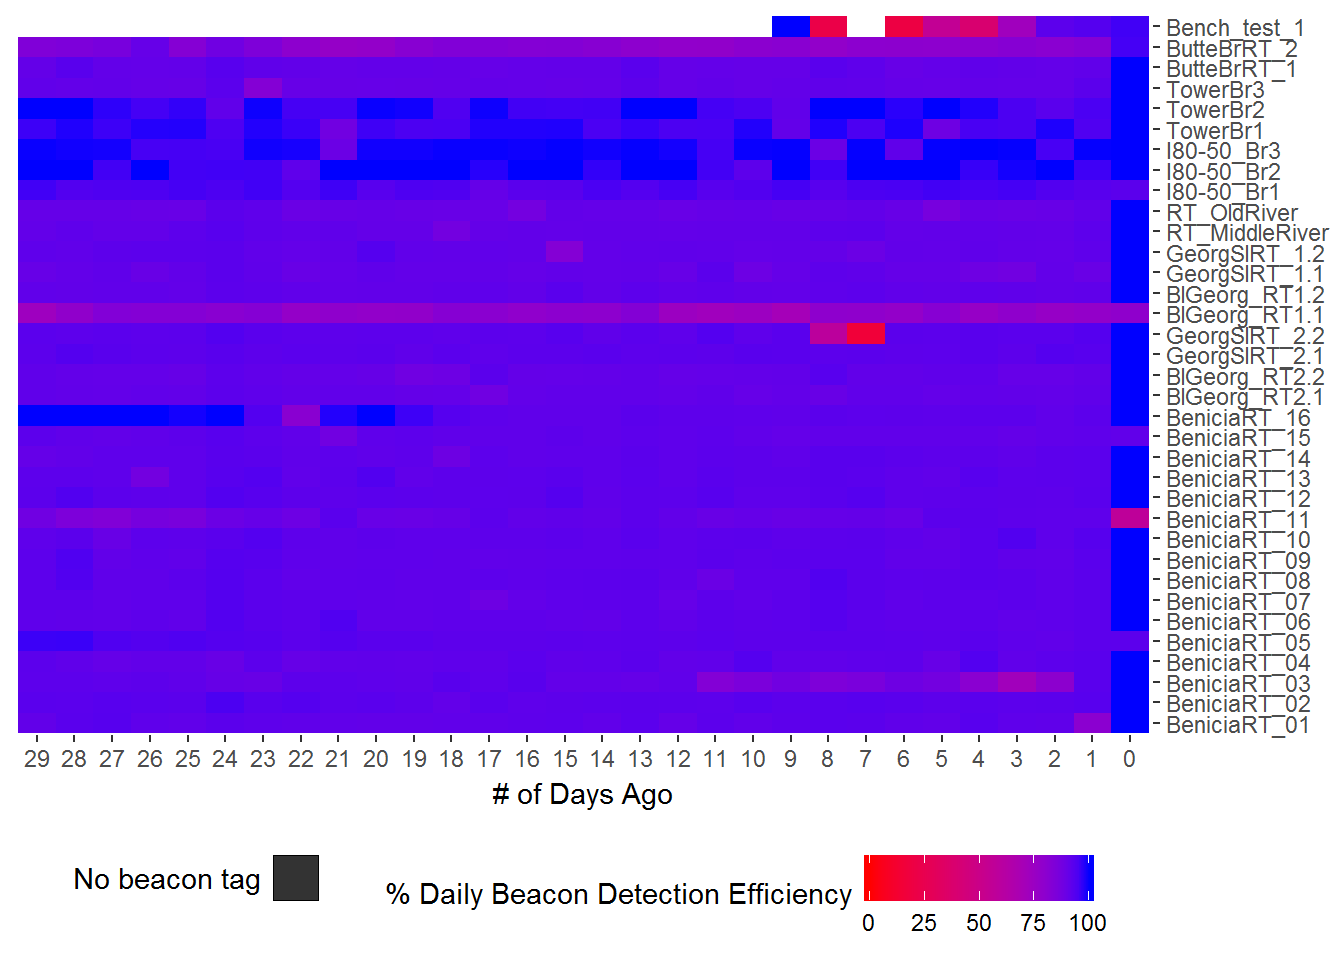 Bench_test_1
ButteBrRT_2
ButteBrRT_1
TowerBr3
TowerBr2
TowerBr1
I80-50_Br3
I80-50_Br2
I80-50_Br1
RT_OldRiver
RT_MiddleRiver
GeorgSlRT_1.2
GeorgSlRT_1.1
BlGeorg_RT1.2
BlGeorg_RT1.1
GeorgSlRT_2.2
GeorgSlRT_2.1
BlGeorg_RT2.2
BlGeorg_RT2.1
BeniciaRT_16
BeniciaRT_15
BeniciaRT_14
BeniciaRT_13
BeniciaRT_12
BeniciaRT_11
BeniciaRT_10
BeniciaRT_09
BeniciaRT_08
BeniciaRT_07
BeniciaRT_06
BeniciaRT_05
BeniciaRT_04
BeniciaRT_03
BeniciaRT_02
BeniciaRT_01
29 28 27 26 25 24 23 22 21 20 19 18 17 16 15 14 13 12 11 10 9 8 7 6 5 4 3 2 1 0
# of Days Ago
No beacon tag
% Daily Beacon Detection Efficiency
0 25 50 75 100